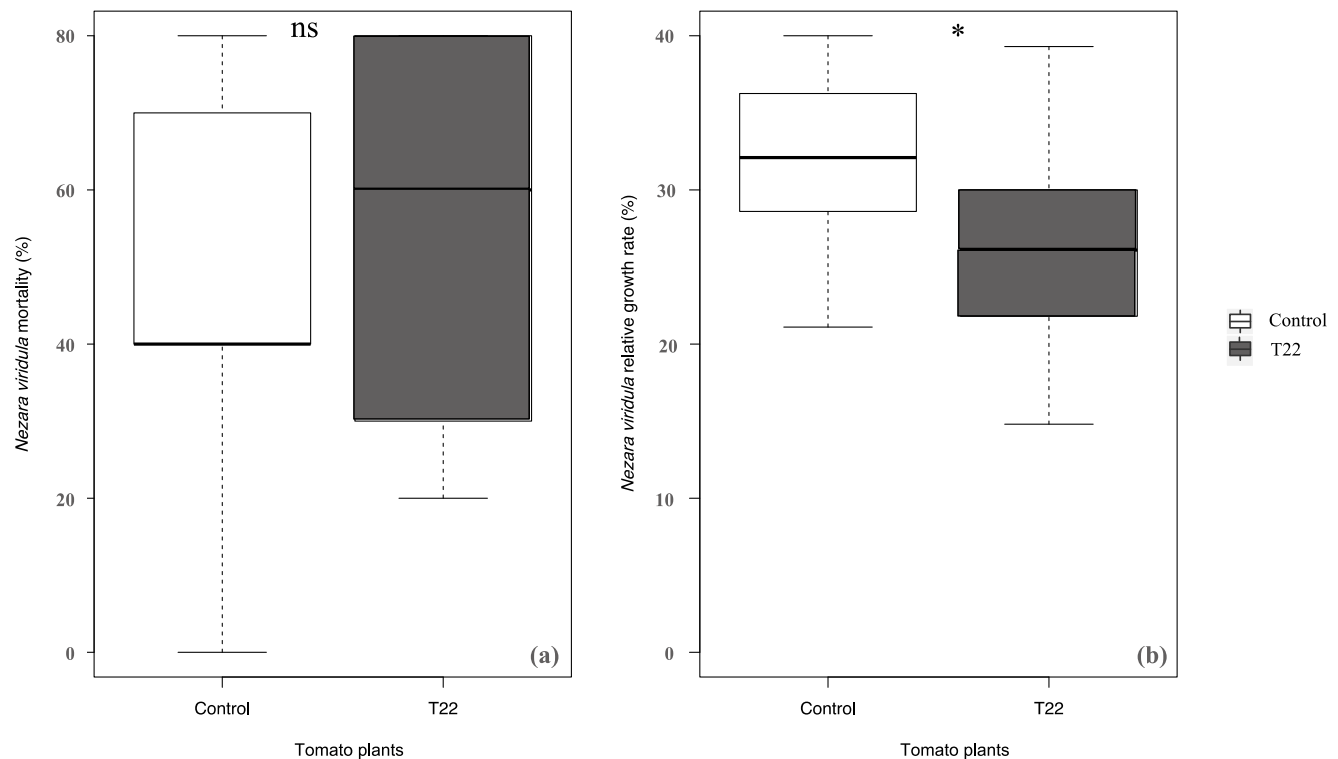 Nezara viridula mortality (%)
80
60
40
20
0
ns
(a)
Control
T22
Tomato plants
Nezara viridula relative growth rate (%)
40
30
20
10
0
*
(b)
Control
T22
Tomato plants
Control
T22